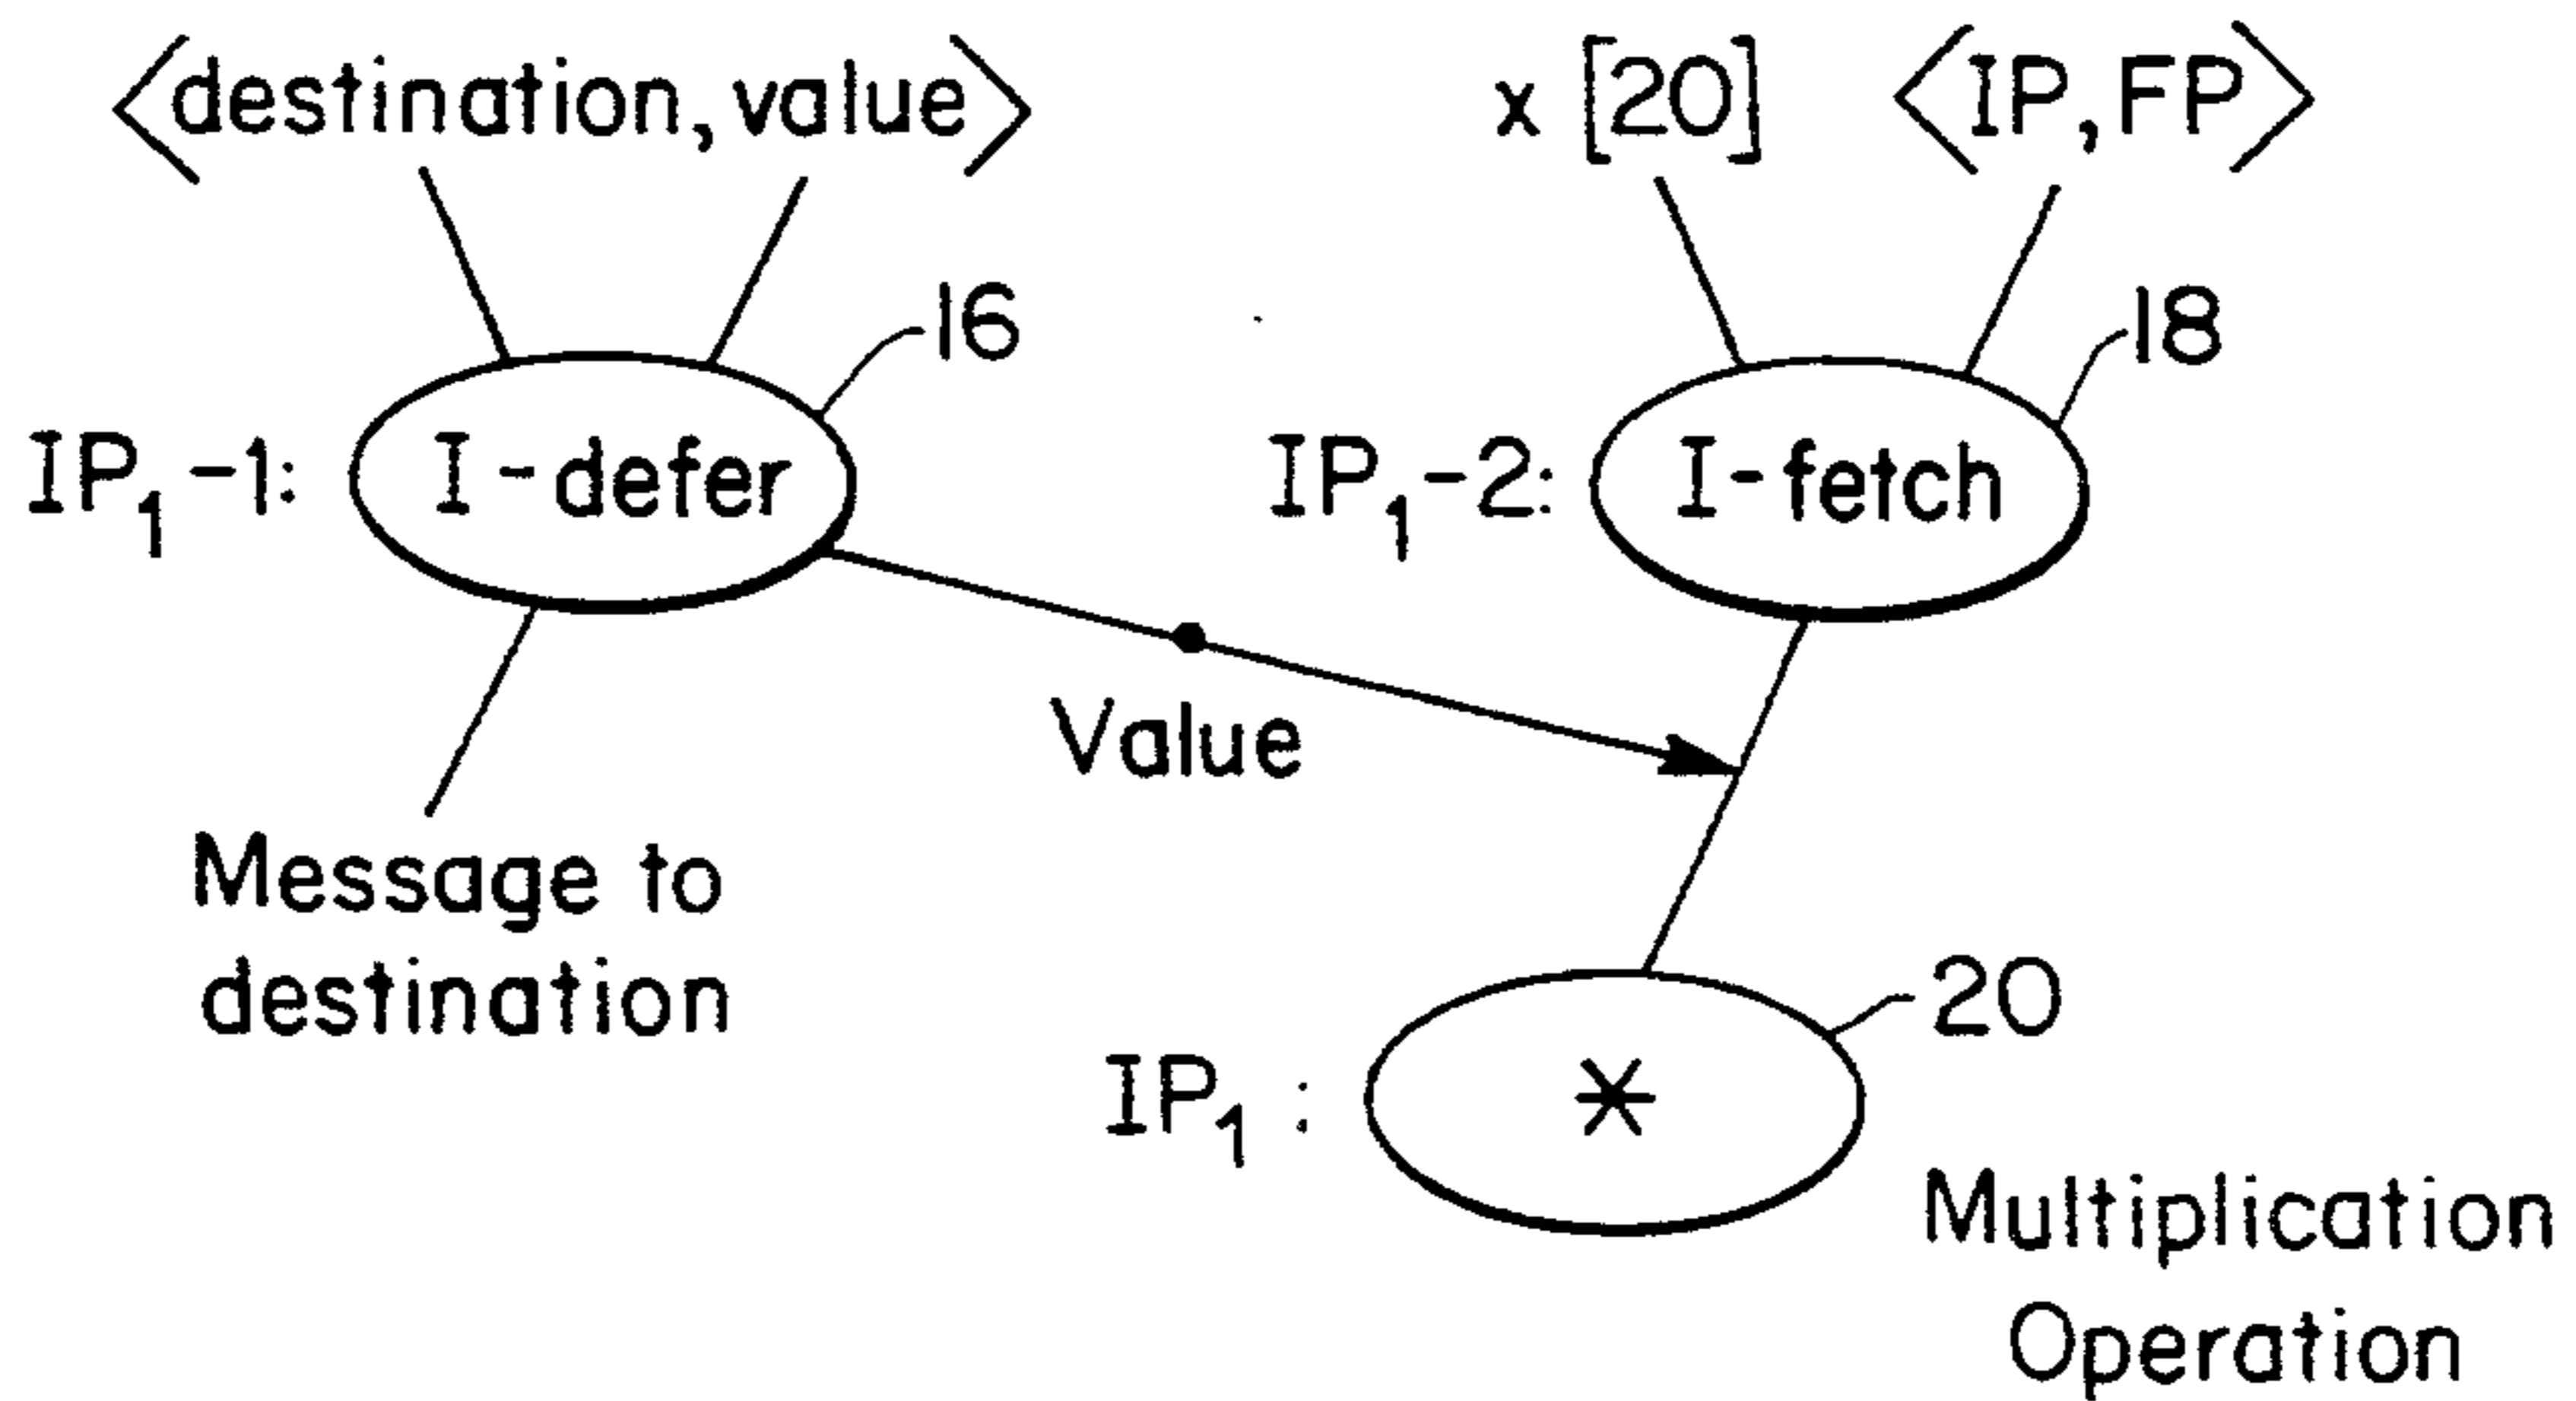 <destination, value>
x [20] <IP, FP>
16
18
IP₁-1: I-defer
IP₁-2: I-fetch
Value
Message to
destination
20
IP₁ : *
Multiplication
Operation